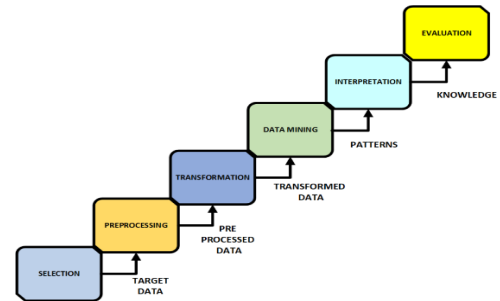 EVALUATION
INTERPRETATION
KNOWLEDGE
DATA MINING
PATTERNS
TRANSFORMATION
TRANSFORMED
DATA
PREPROCESSING
PRE
PROCESSED
DATA
SELECTION
TARGET
DATA